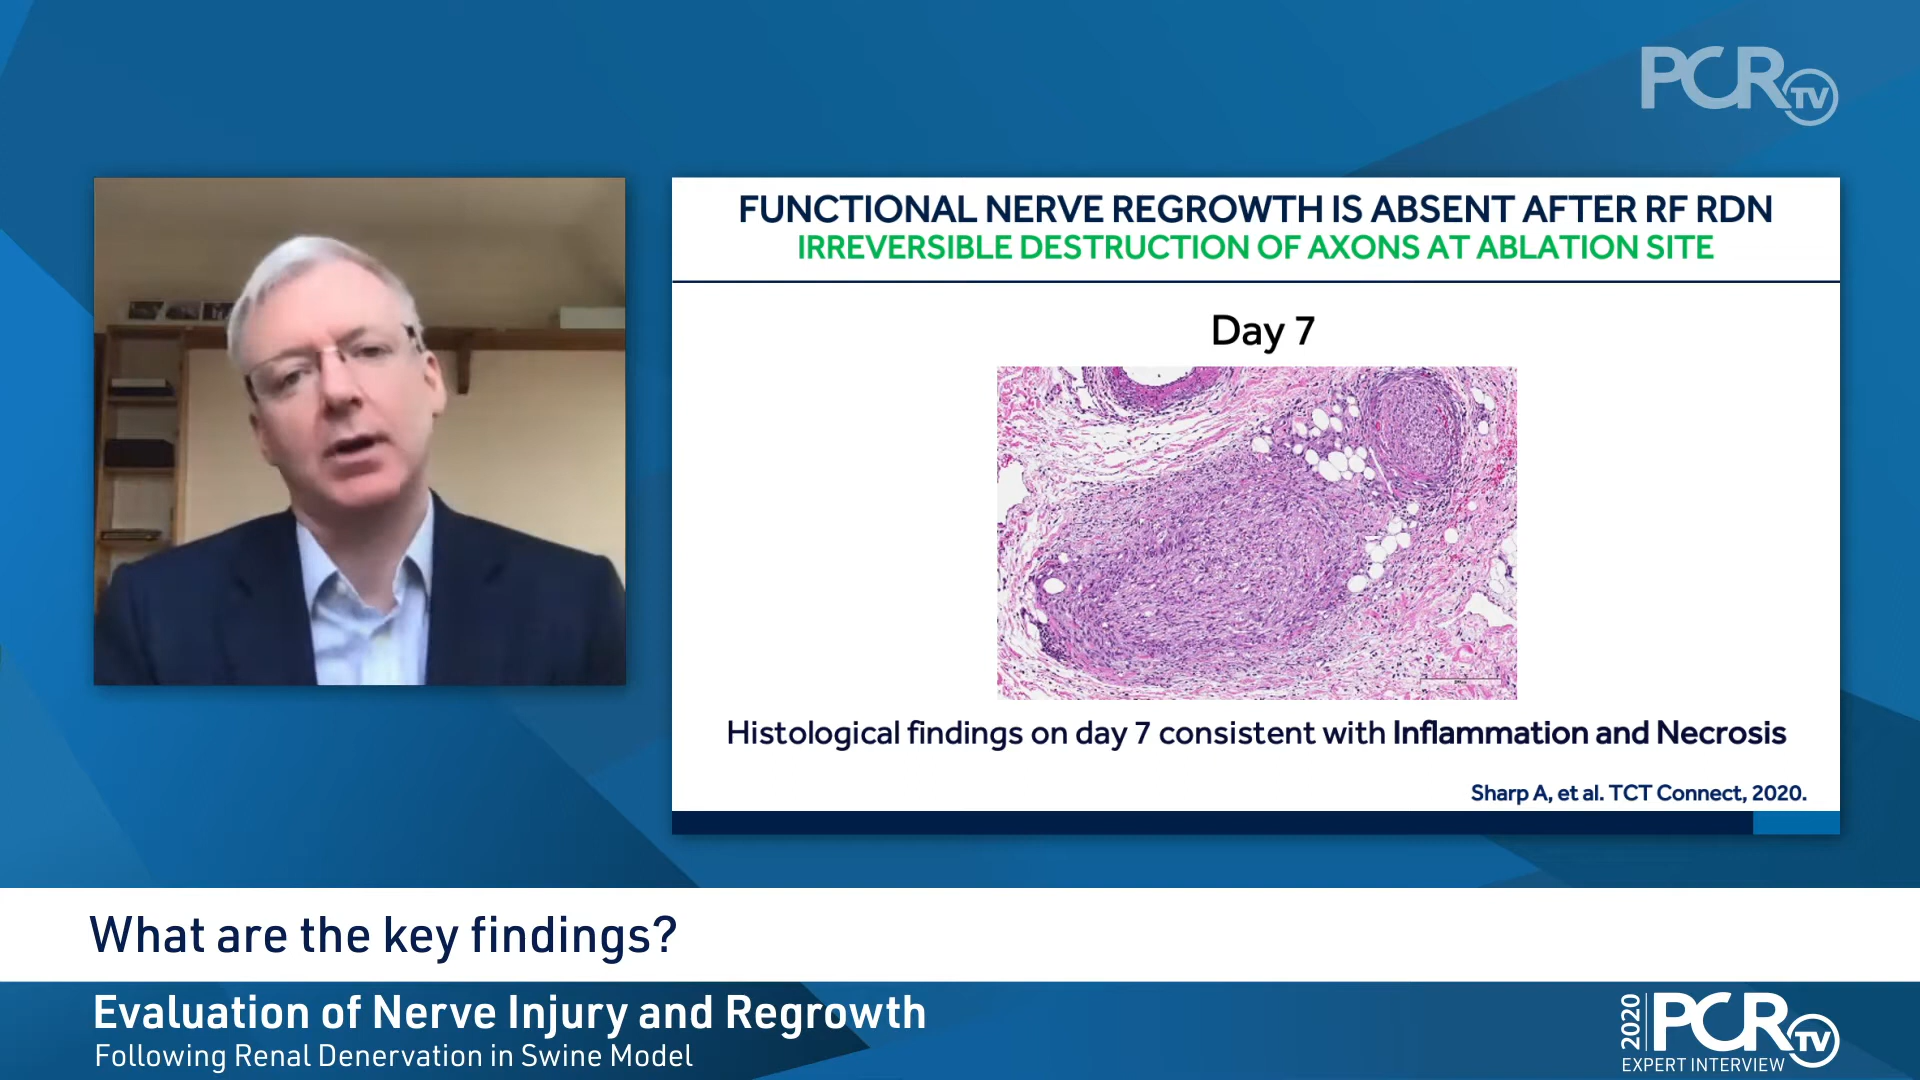 PCR TV
FUNCTIONAL NERVE REGROWTH IS ABSENT AFTER RF RDN
IRREVERSIBLE DESTRUCTION OF AXONS AT ABLATION SITE
Day 7
Histological findings on day 7 consistent with Inflammation and Necrosis
Sharp A, et al. TCT Connect, 2020.
What are the key findings?
Evaluation of Nerve Injury and Regrowth
Following Renal Denervation in Swine Model
2020 PCR TV
EXPERT INTERVIEW